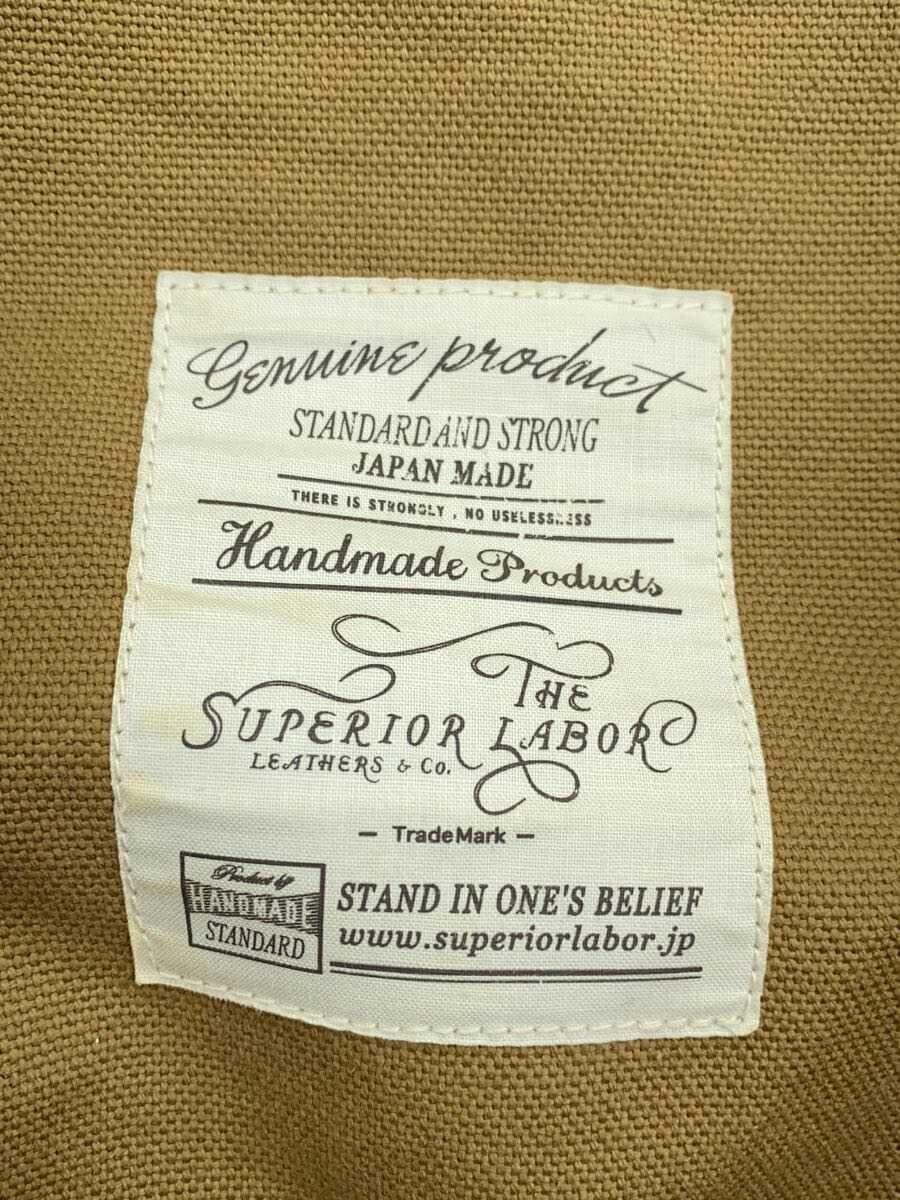 Genuine product
STANDARD AND STRONG
JAPAN MADE
THERE IS STRONGLY , NO USELESSNESS
Handmade Products
THE
SUPERIOR LABOR
LEATHERS & Co.
— TradeMark —
Product by
HANDMADE
STANDARD
STAND IN ONE'S BELIEF
www.superiorlabor.jp